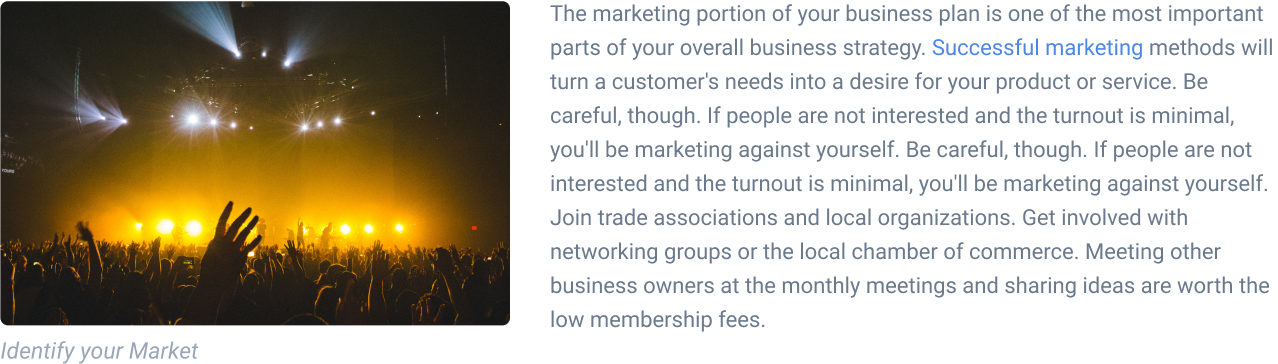 The marketing portion of your business plan is one of the most important
parts of your overall business strategy. Successful marketing methods will
turn a customer's needs into a desire for your product or service. Be
careful, though. If people are not interested and the turnout is minimal,
you'll be marketing against yourself. Be careful, though. If people are not
interested and the turnout is minimal, you'll be marketing against yourself.
Join trade associations and local organizations. Get involved with
networking groups or the local chamber of commerce. Meeting other
business owners at the monthly meetings and sharing ideas are worth the
low membership fees.
Identify your Market